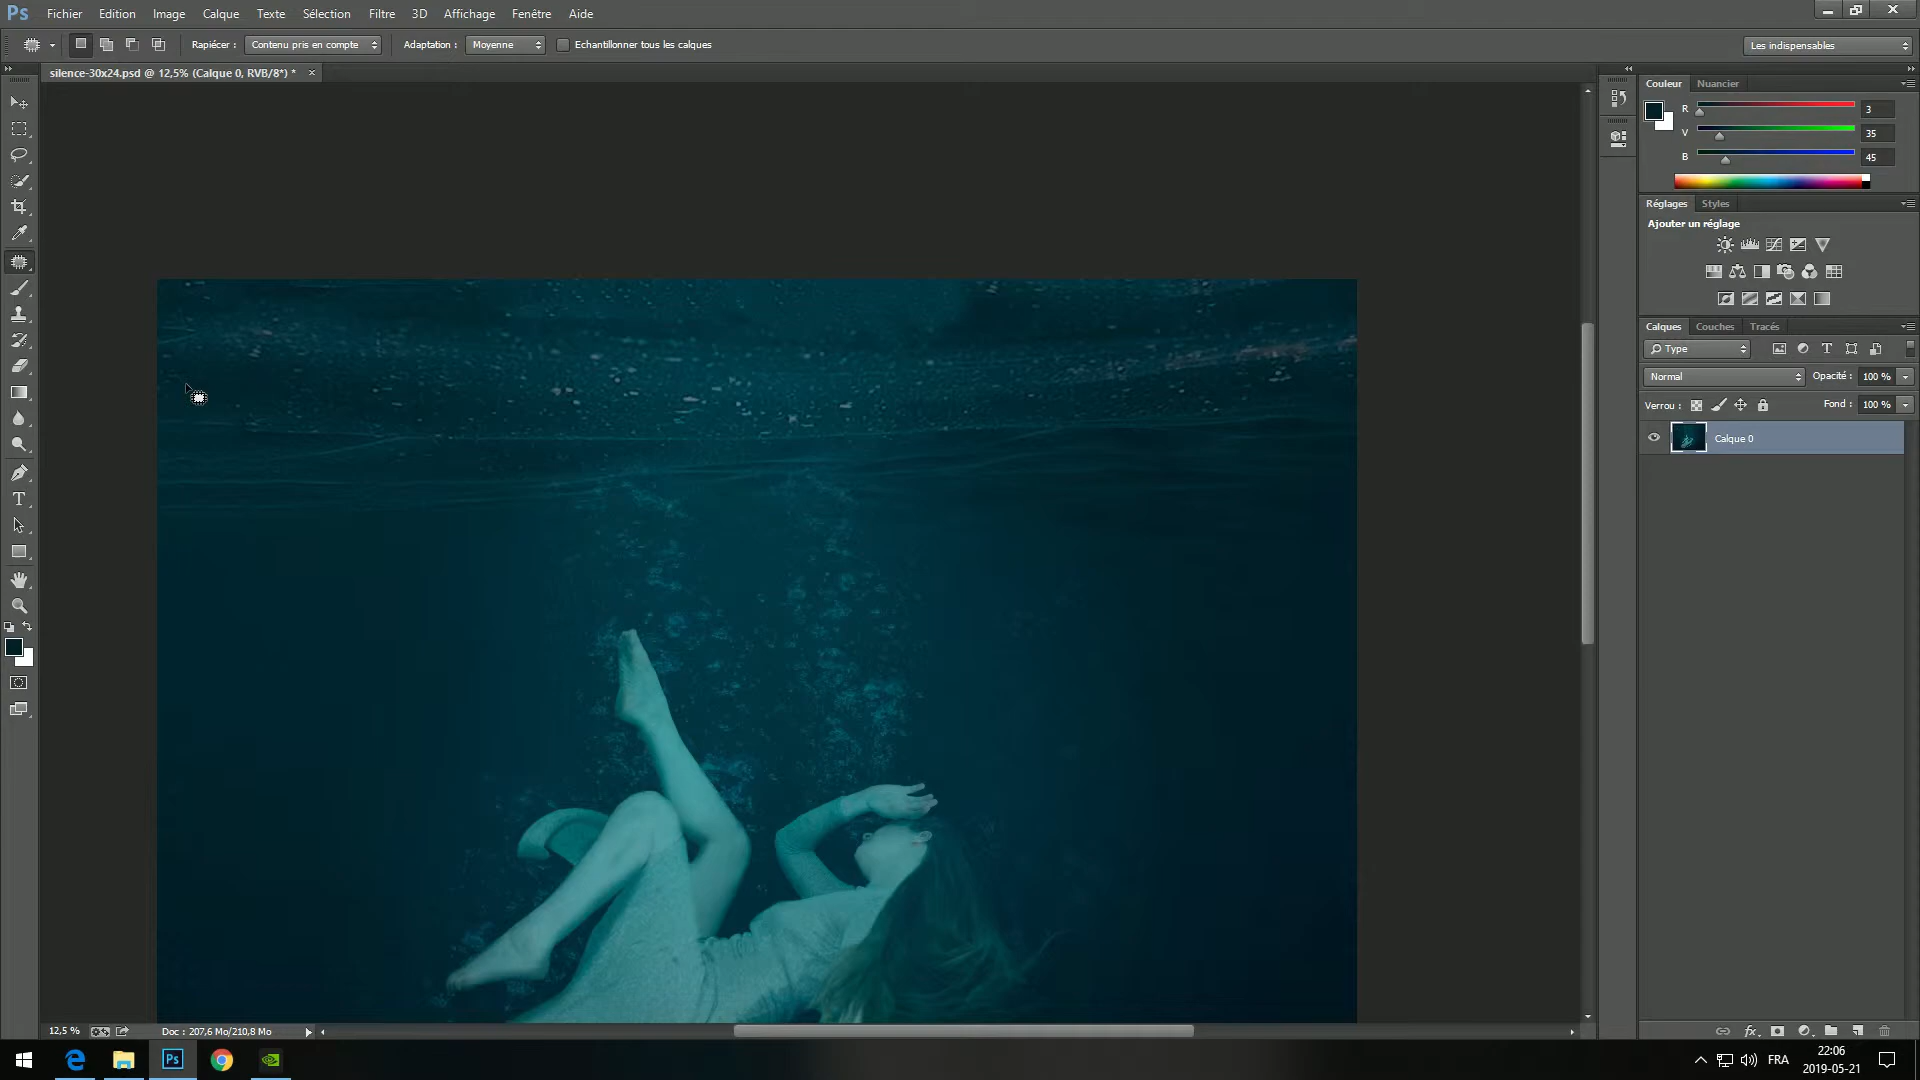 Ps Fichier Edition Image Calque Texte Sélection Filtre 3D Affichage Fenêtre Aide
Rapiécer : Contenu pris en compte Adaptation : Moyenne Echantillonner tous les calques Les indispensables
silence-30x24.psd @ 12,5% (Calque 0, RVB/8*) *
Couleur Nuancier
R 3
V 35
B 45
Réglages Styles
Ajouter un réglage
Calques Couches Tracés
Type
Normal Opacité : 100 %
Verrou : Fond : 100 %
Calque 0
12,5 % Doc : 207,6 Mo/210,8 Mo
FRA
22:06
2019-05-21